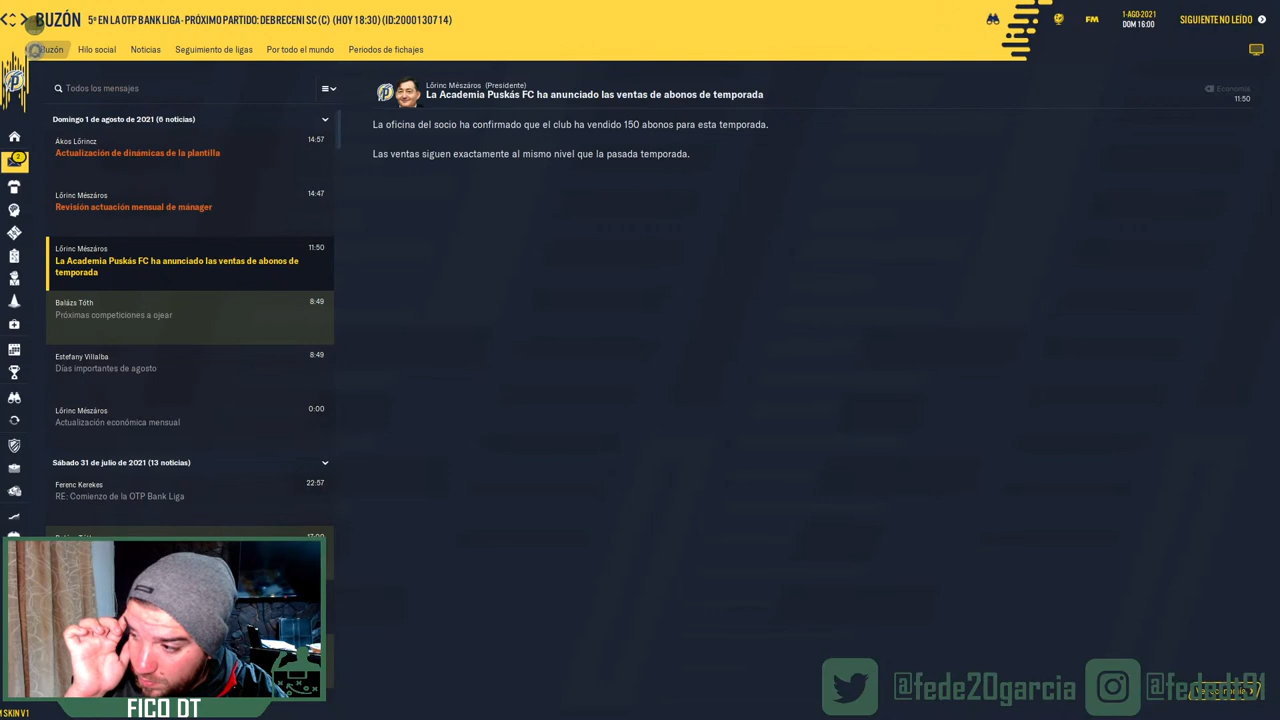 BUZÓN
5º EN LA OTP BANK LIGA - PRÓXIMO PARTIDO: DEBRECENI SC (C) (HOY 18:30) (ID:2000130714)
FM
1-AGO-2021
DOM 16:00
SIGUIENTE NO LEÍDO
Buzón
Hilo social
Noticias
Seguimiento de ligas
Por todo el mundo
Periodos de fichajes
Todos los mensajes
Domingo 1 de agosto de 2021 (6 noticias)
Ákos Lőrincz
14:57
Actualización de dinámicas de la plantilla
Lőrinc Mészáros
14:47
Revisión actuación mensual de mánager
Lőrinc Mészáros
11:50
La Academia Puskás FC ha anunciado las ventas de abonos de
temporada
Balázs Tóth
8:49
Próximas competiciones a ojear
Estefany Villalba
8:49
Días importantes de agosto
Lőrinc Mészáros
0:00
Actualización económica mensual
Sábado 31 de julio de 2021 (13 noticias)
Ferenc Kerekes
22:57
RE: Comienzo de la OTP Bank Liga
Lőrinc Mészáros (Presidente)
La Academia Puskás FC ha anunciado las ventas de abonos de temporada
Economía
11:50
La oficina del socio ha confirmado que el club ha vendido 150 abonos para esta temporada.
Las ventas siguen exactamente al mismo nivel que la pasada temporada.
2
FICO DT
SKIN V1
@fede20garcia